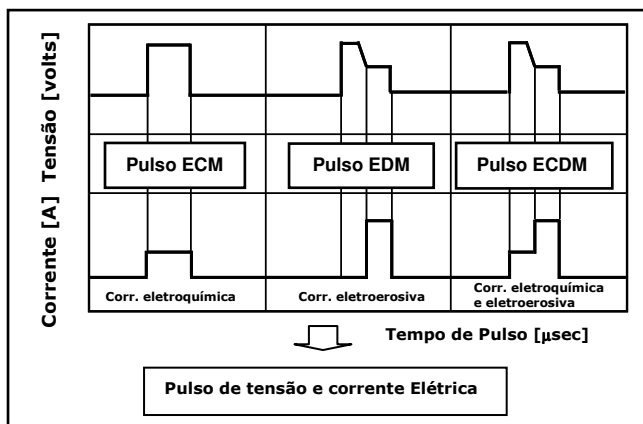 Tensão [volts]
Corrente [A]
Pulso ECM
Pulso EDM
Pulso ECDM
Corr. eletroquímica
Corr. eletroerosiva
Corr. eletroquímica
e eletroerosiva
Tempo de Pulso [μsec]
Pulso de tensão e corrente Elétrica